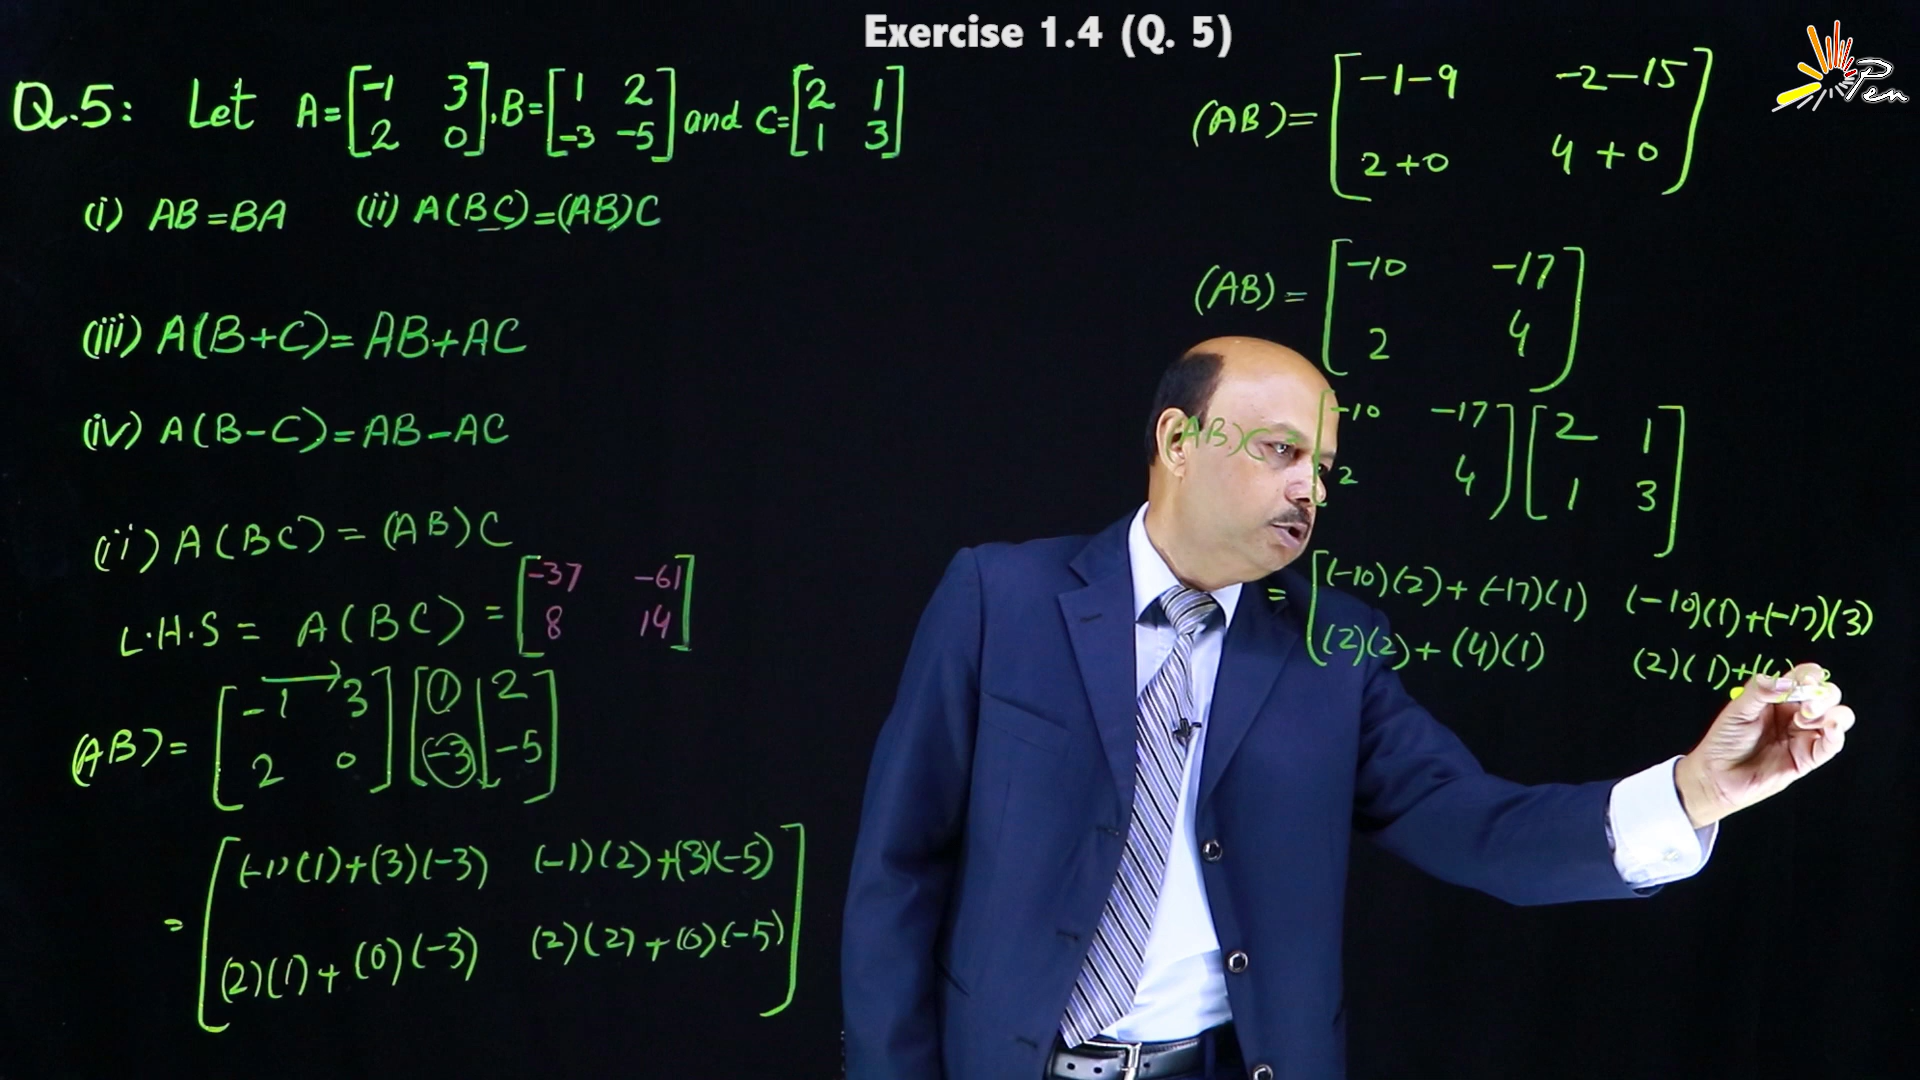 Exercise 1.4 (Q. 5)
Pen
Q.5: Let A=[-1 3], B=[1 2] and C=[2 1]
[2 0] [-3 -5] [1 3]
(i) AB=BA (ii) A(BC)=(AB)C
(iii) A(B+C)=AB+AC
(iv) A(B-C)=AB-AC
(ii) A(BC) = (AB)C
L.H.S = A(BC) = [-37 -61]
[8 14]
(AB) = [-1 3][1 2]
[2 0][-3 -5]
= [(-1)(1)+(3)(-3) (-1)(2)+(3)(-5)]
[(2)(1)+(0)(-3) (2)(2)+(0)(-5)]
(AB)= [-1-9 -2-15]
[2+0 4+0]
(AB)= [-10 -17]
[2 4]
(AB)C = [-10 -17][2 1]
[2 4][1 3]
= [(-10)(2)+(-17)(1) (-10)(1)+(-17)(3)
[(2)(2)+(4)(1) (2)(1)+(4)